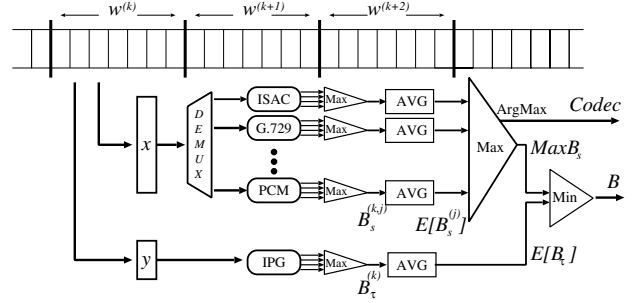 w^(k) w^(k+1) w^(k+2)
ISAC Max AVG
ArgMax Codec
x DEMUX G.729 Max AVG
Max MaxB_s
PCM Max AVG
B_s^(k,j) E[B_s^(j)]
Min B
y IPG Max AVG
B_τ^(k) E[B_τ]